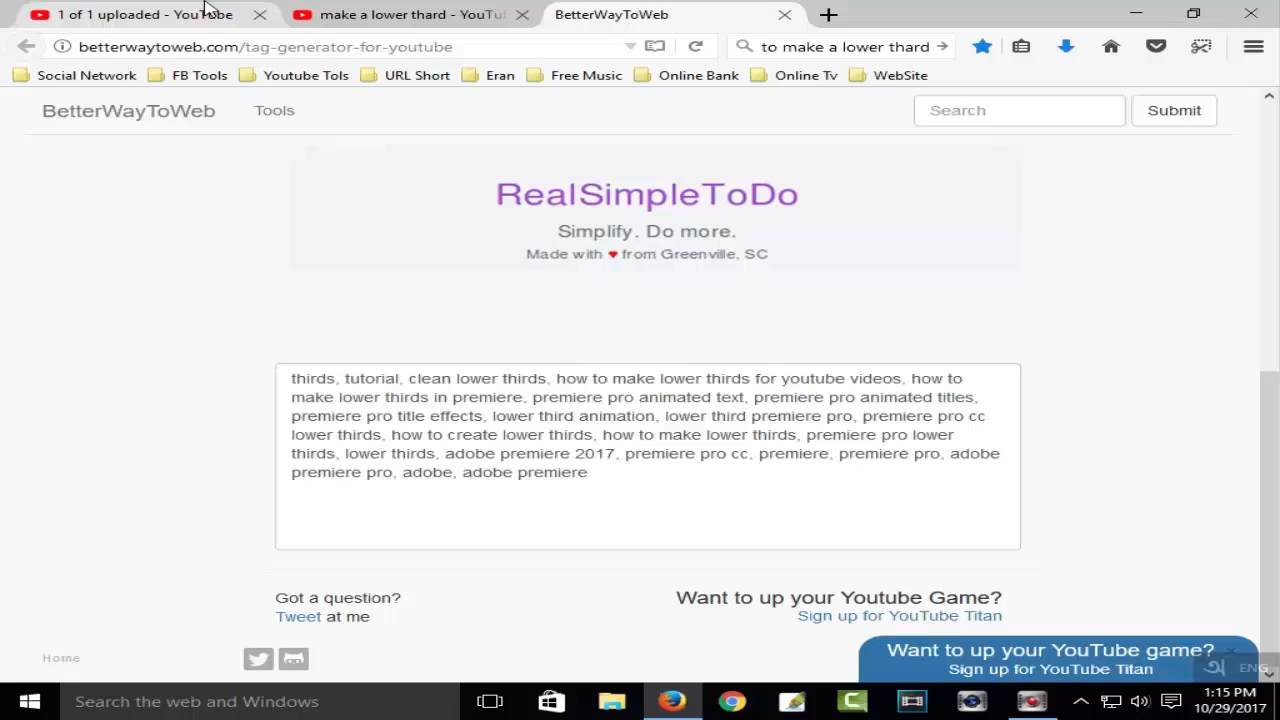 1 of 1 uploaded - YouTube
make a lower thard - YouTu
BetterWayToWeb
betterwaytoweb.com/tag-generator-for-youtube
to make a lower thard
Social Network
FB Tools
Youtube Tols
URL Short
Eran
Free Music
Online Bank
Online Tv
WebSite
BetterWayToWeb
Tools
Search
Submit
RealSimpleToDo
Simplify. Do more.
Made with ♥ from Greenville, SC
thirds, tutorial, clean lower thirds, how to make lower thirds for youtube videos, how to
make lower thirds in premiere, premiere pro animated text, premiere pro animated titles,
premiere pro title effects, lower third animation, lower third premiere pro, premiere pro cc
lower thirds, how to create lower thirds, how to make lower thirds, premiere pro lower
thirds, lower thirds, adobe premiere 2017, premiere pro cc, premiere, premiere pro, adobe
premiere pro, adobe, adobe premiere
Got a question?
Tweet at me
Want to up your Youtube Game?
Sign up for YouTube Titan
Home
Want to up your YouTube game?
Sign up for YouTube Titan
ENG
Search the web and Windows
1:15 PM
10/29/2017